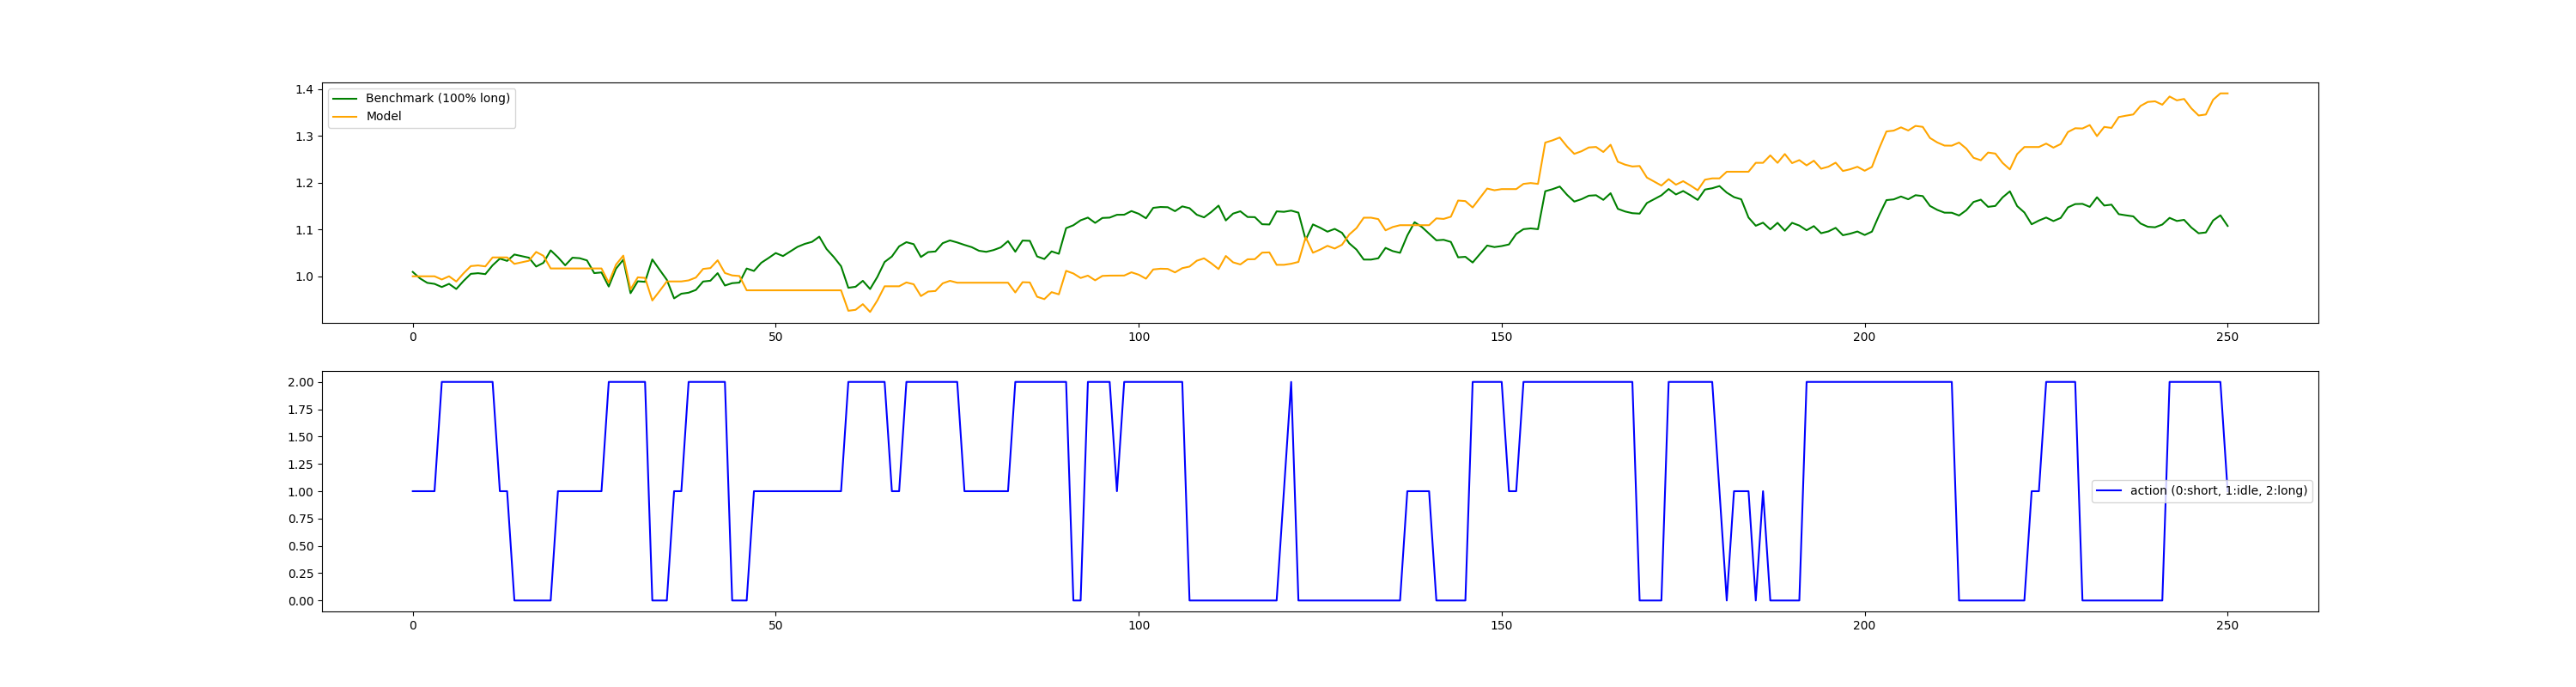 1.4
1.3
1.2
1.1
1.0
Benchmark (100% long)
Model
0 50 100 150 200 250
2.00
1.75
1.50
1.25
1.00
0.75
0.50
0.25
0.00
action (0:short, 1:idle, 2:long)
0 50 100 150 200 250